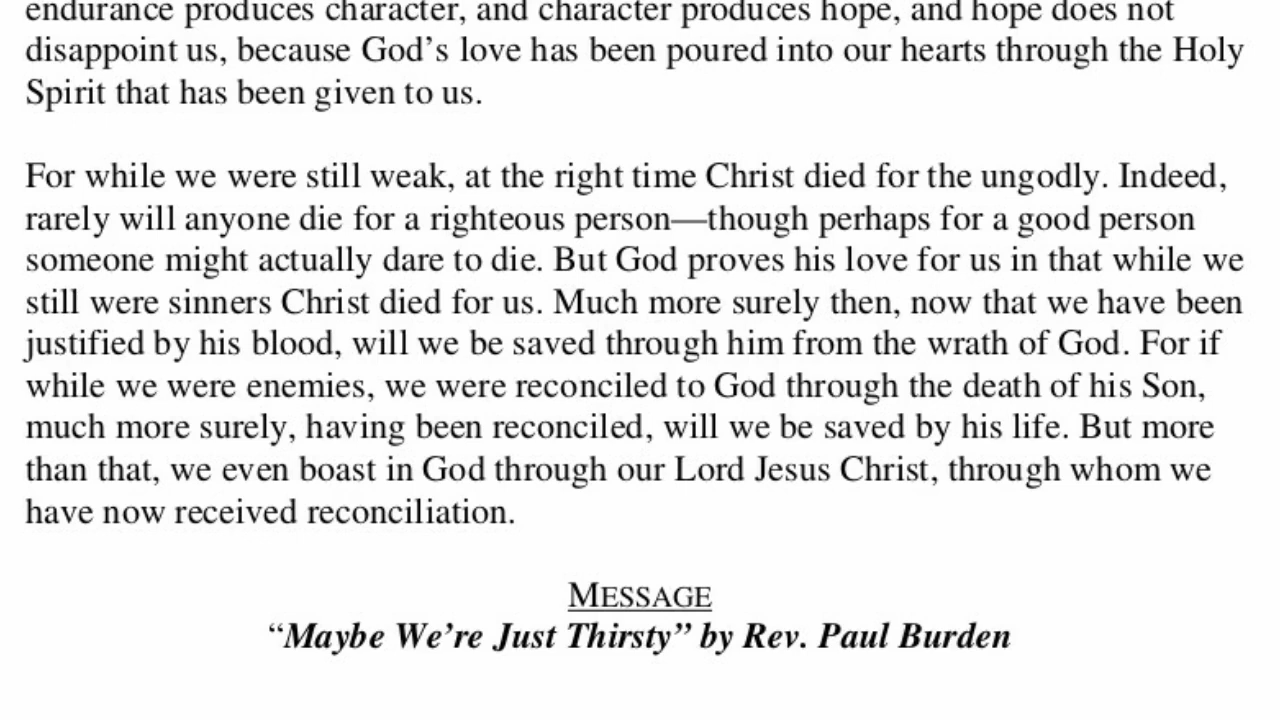 endurance produces character, and character produces hope, and hope does not
disappoint us, because God’s love has been poured into our hearts through the Holy
Spirit that has been given to us.
For while we were still weak, at the right time Christ died for the ungodly. Indeed,
rarely will anyone die for a righteous person—though perhaps for a good person
someone might actually dare to die. But God proves his love for us in that while we
still were sinners Christ died for us. Much more surely then, now that we have been
justified by his blood, will we be saved through him from the wrath of God. For if
while we were enemies, we were reconciled to God through the death of his Son,
much more surely, having been reconciled, will we be saved by his life. But more
than that, we even boast in God through our Lord Jesus Christ, through whom we
have now received reconciliation.
MESSAGE
“Maybe We’re Just Thirsty” by Rev. Paul Burden